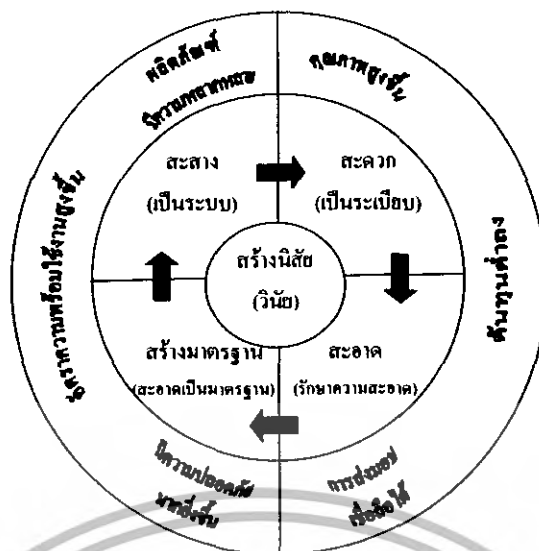 ผลิตภัณฑ์
มีความหลากหลาย
คุณภาพสูงขึ้น
สะสาง
(เป็นระบบ)
สะดวก
(เป็นระเบียบ)
อัตราความพร้อมใช้งานสูงขึ้น
สร้างนิสัย
(วินัย)
ต้นทุนต่ำลง
สร้างมาตรฐาน
(สะอาดเป็นมาตรฐาน)
สะอาด
(รักษาความสะอาด)
มีความปลอดภัย
มากยิ่งขึ้น
การส่งมอบ
เชื่อถือได้